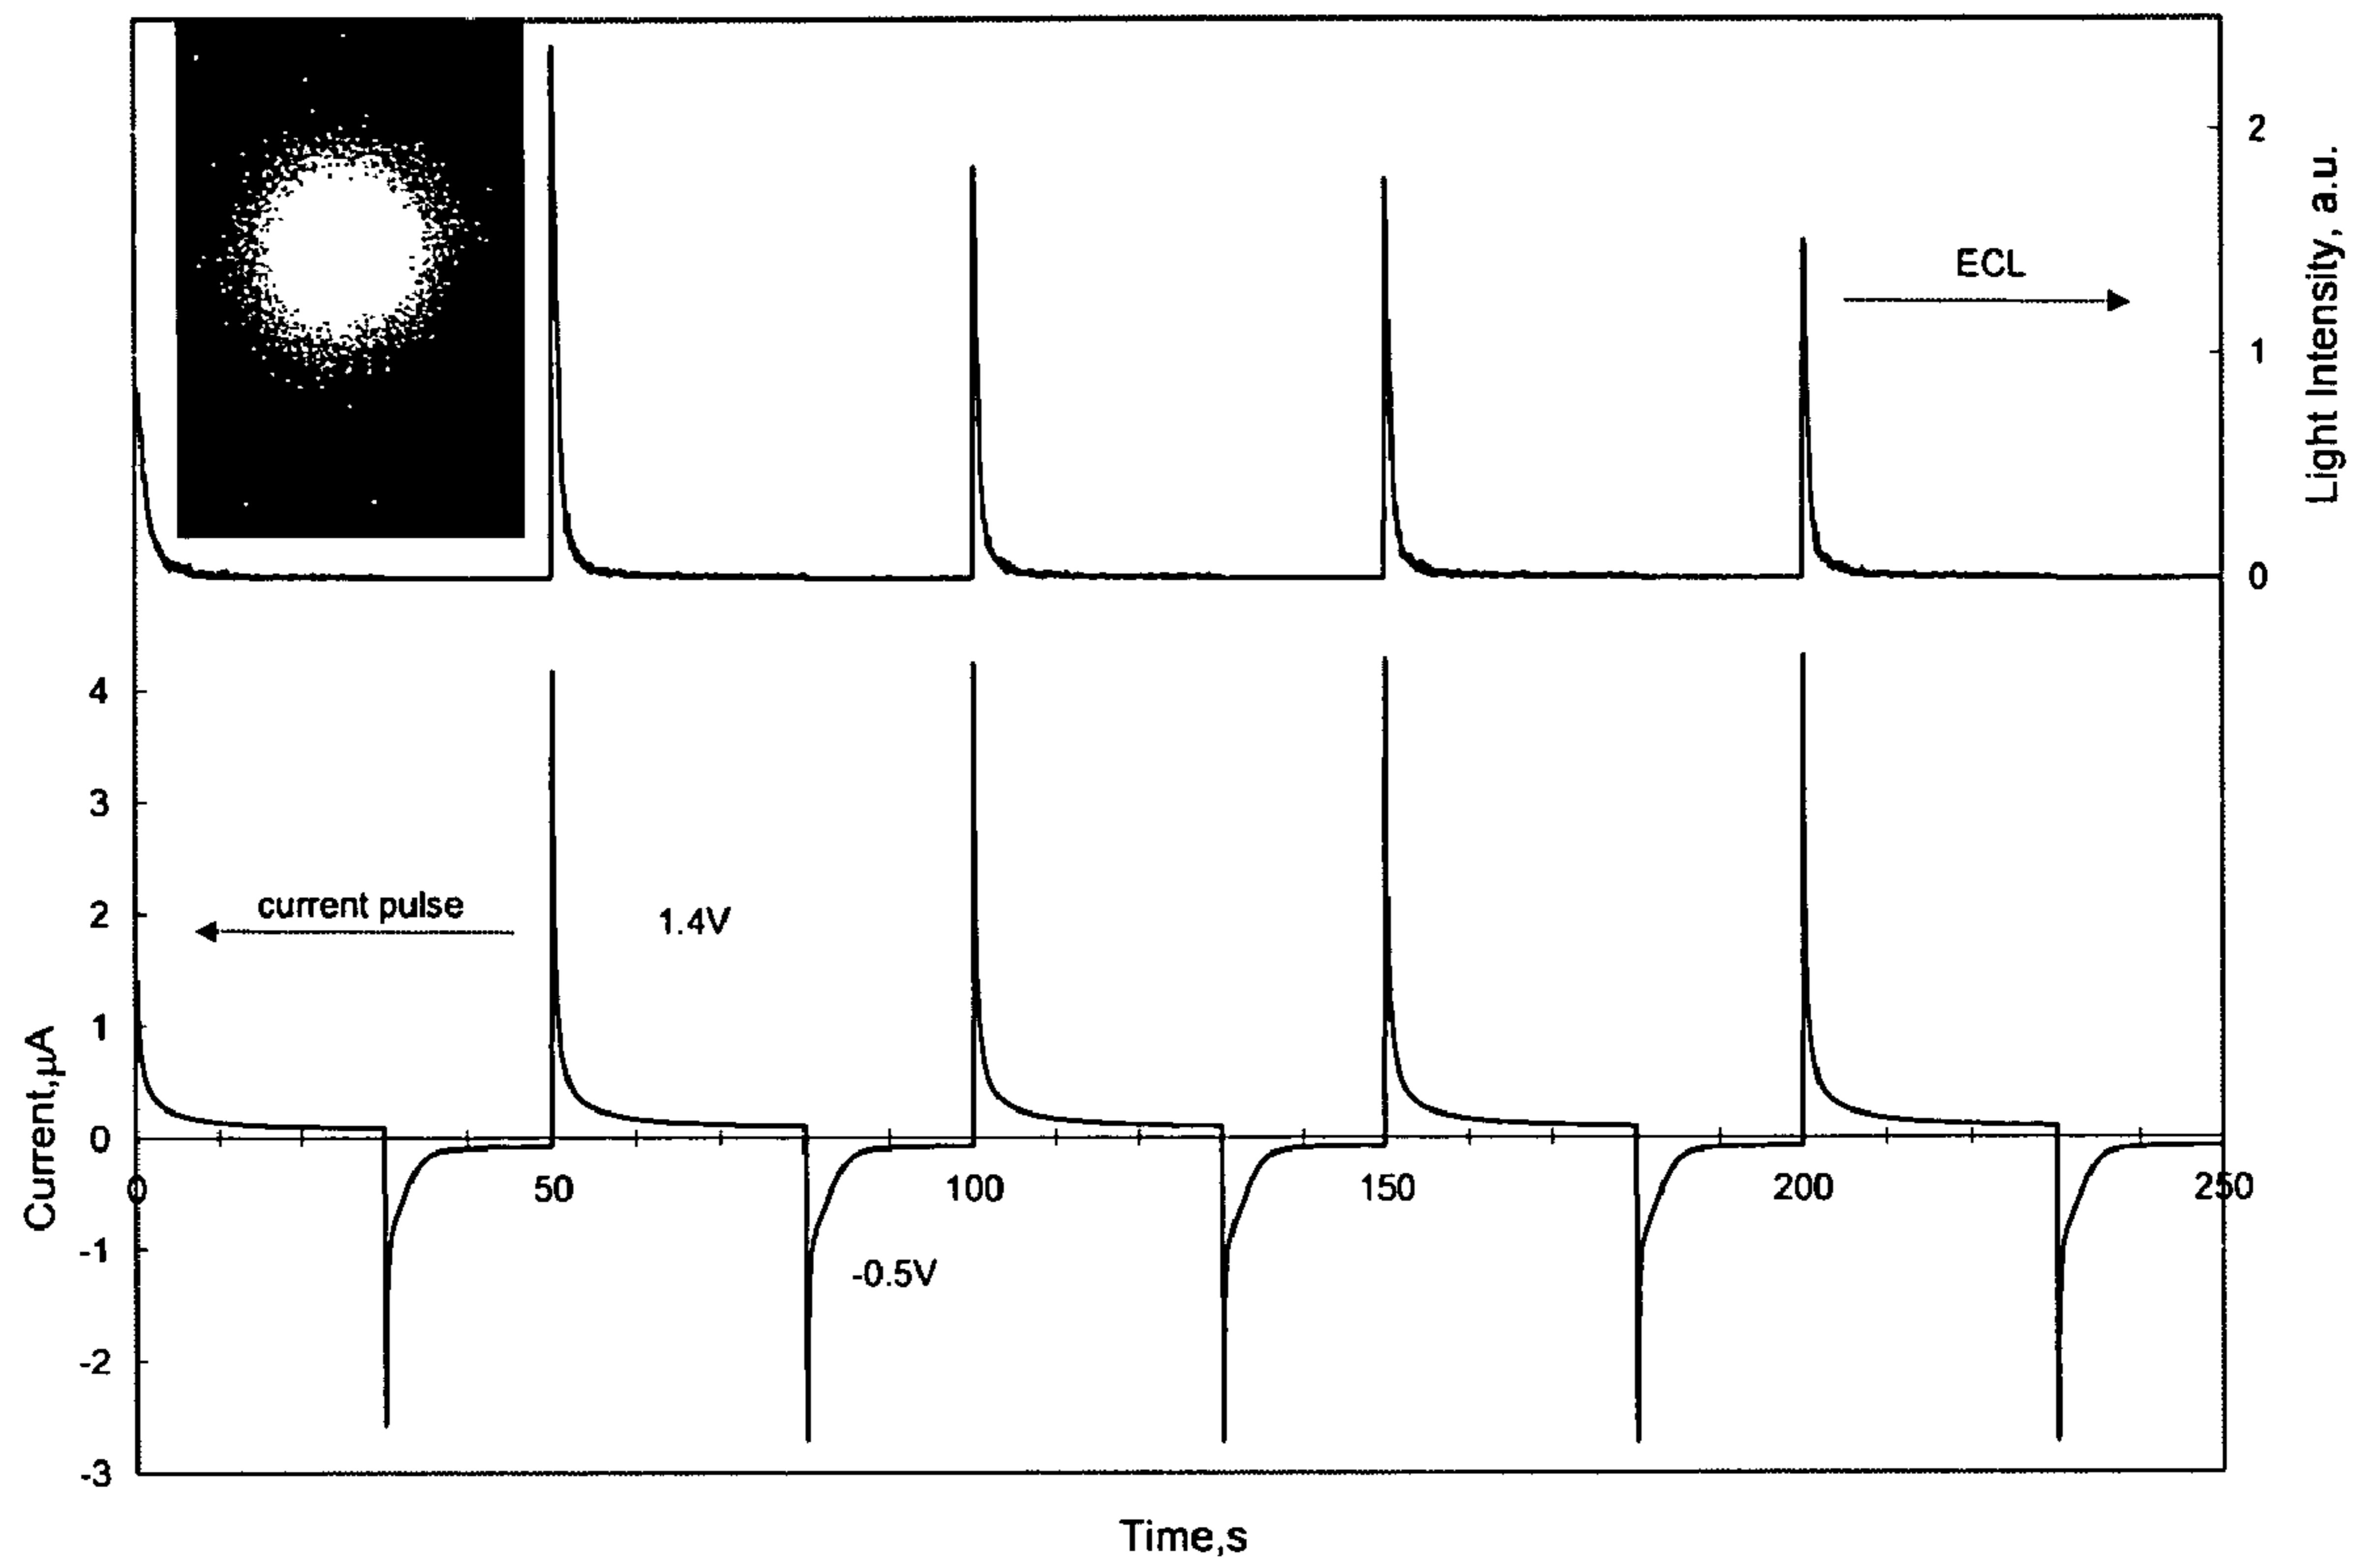 2
Light Intensity, a.u.
ECL
1
0
4
3
current pulse
2
1.4V
1
Current,µA
0
0
50
100
150
200
250
-1
-0.5V
-2
-3
Time,s